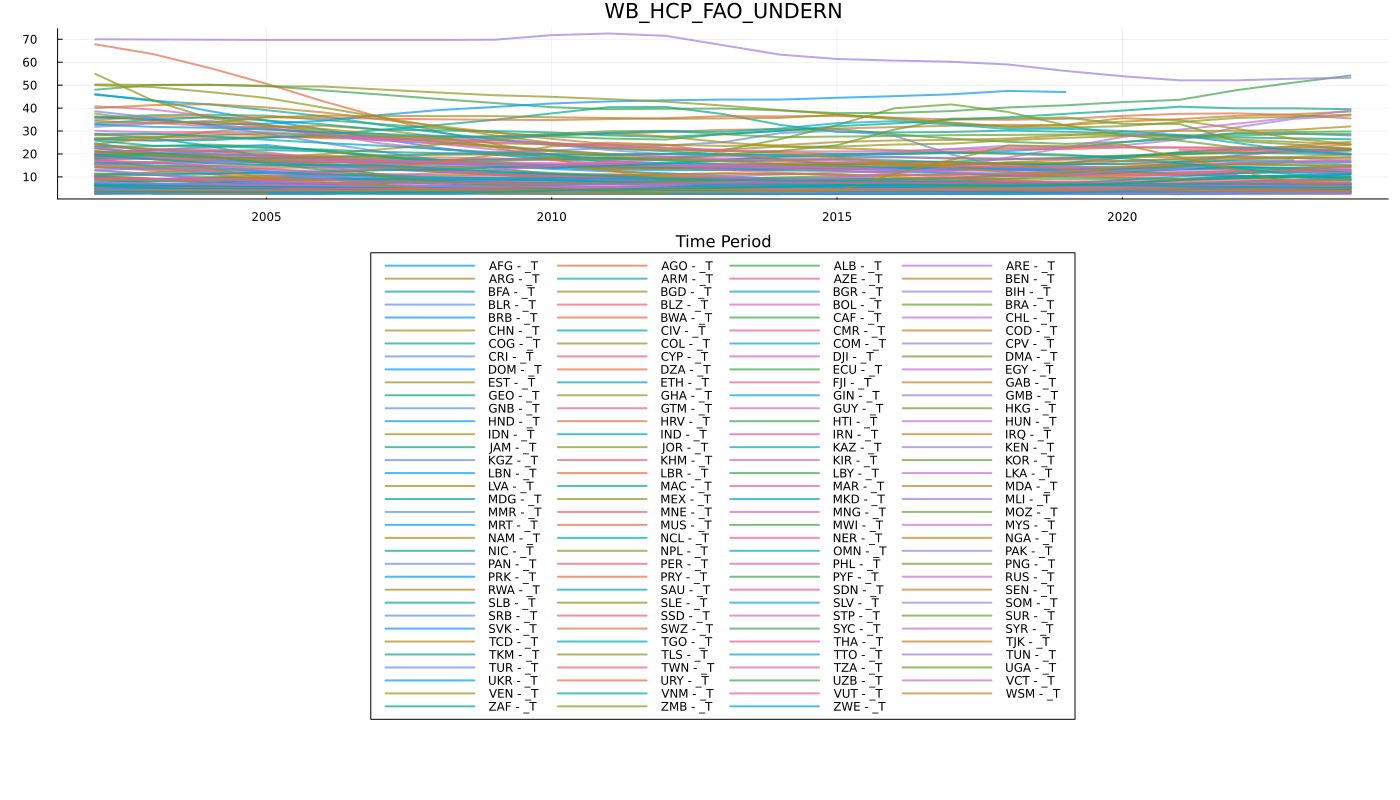 WB_HCP_FAO_UNDERN
70
60
50
40
30
20
10
2005 2010 2015 2020
Time Period
AFG - _T AGO - _T ALB - _T ARE - _T
ARG - _T ARM - _T AZE - _T BEN - _T
BFA - _T BGD - _T BGR - _T BIH - _T
BLR - _T BLZ - _T BOL - _T BRA - _T
BRB - _T BWA - _T CAF - _T CHL - _T
CHN - _T CIV - _T CMR - _T COD - _T
COG - _T COL - _T COM - _T CPV - _T
CRI - _T CYP - _T DJI - _T DMA - _T
DOM - _T DZA - _T ECU - _T EGY - _T
EST - _T ETH - _T FJI - _T GAB - _T
GEO - _T GHA - _T GIN - _T GMB - _T
GNB - _T GTM - _T GUY - _T HKG - _T
HND - _T HRV - _T HTI - _T HUN - _T
IDN - _T IND - _T IRN - _T IRQ - _T
JAM - _T JOR - _T KAZ - _T KEN - _T
KGZ - _T KHM - _T KIR - _T KOR - _T
LBN - _T LBR - _T LBY - _T LKA - _T
LVA - _T MAC - _T MAR - _T MDA - _T
MDG - _T MEX - _T MKD - _T MLI - _T
MMR - _T MNE - _T MNG - _T MOZ - _T
MRT - _T MUS - _T MWI - _T MYS - _T
NAM - _T NCL - _T NER - _T NGA - _T
NIC - _T NPL - _T OMN - _T PAK - _T
PAN - _T PER - _T PHL - _T PNG - _T
PRK - _T PRY - _T PYF - _T RUS - _T
RWA - _T SAU - _T SDN - _T SEN - _T
SLB - _T SLE - _T SLV - _T SOM - _T
SRB - _T SSD - _T STP - _T SUR - _T
SVK - _T SWZ - _T SYC - _T SYR - _T
TCD - _T TGO - _T THA - _T TJK - _T
TKM - _T TLS - _T TTO - _T TUN - _T
TUR - _T TWN - _T TZA - _T UGA - _T
UKR - _T URY - _T UZB - _T VCT - _T
VEN - _T VNM - _T VUT - _T WSM - _T
ZAF - _T ZMB - _T ZWE - _T